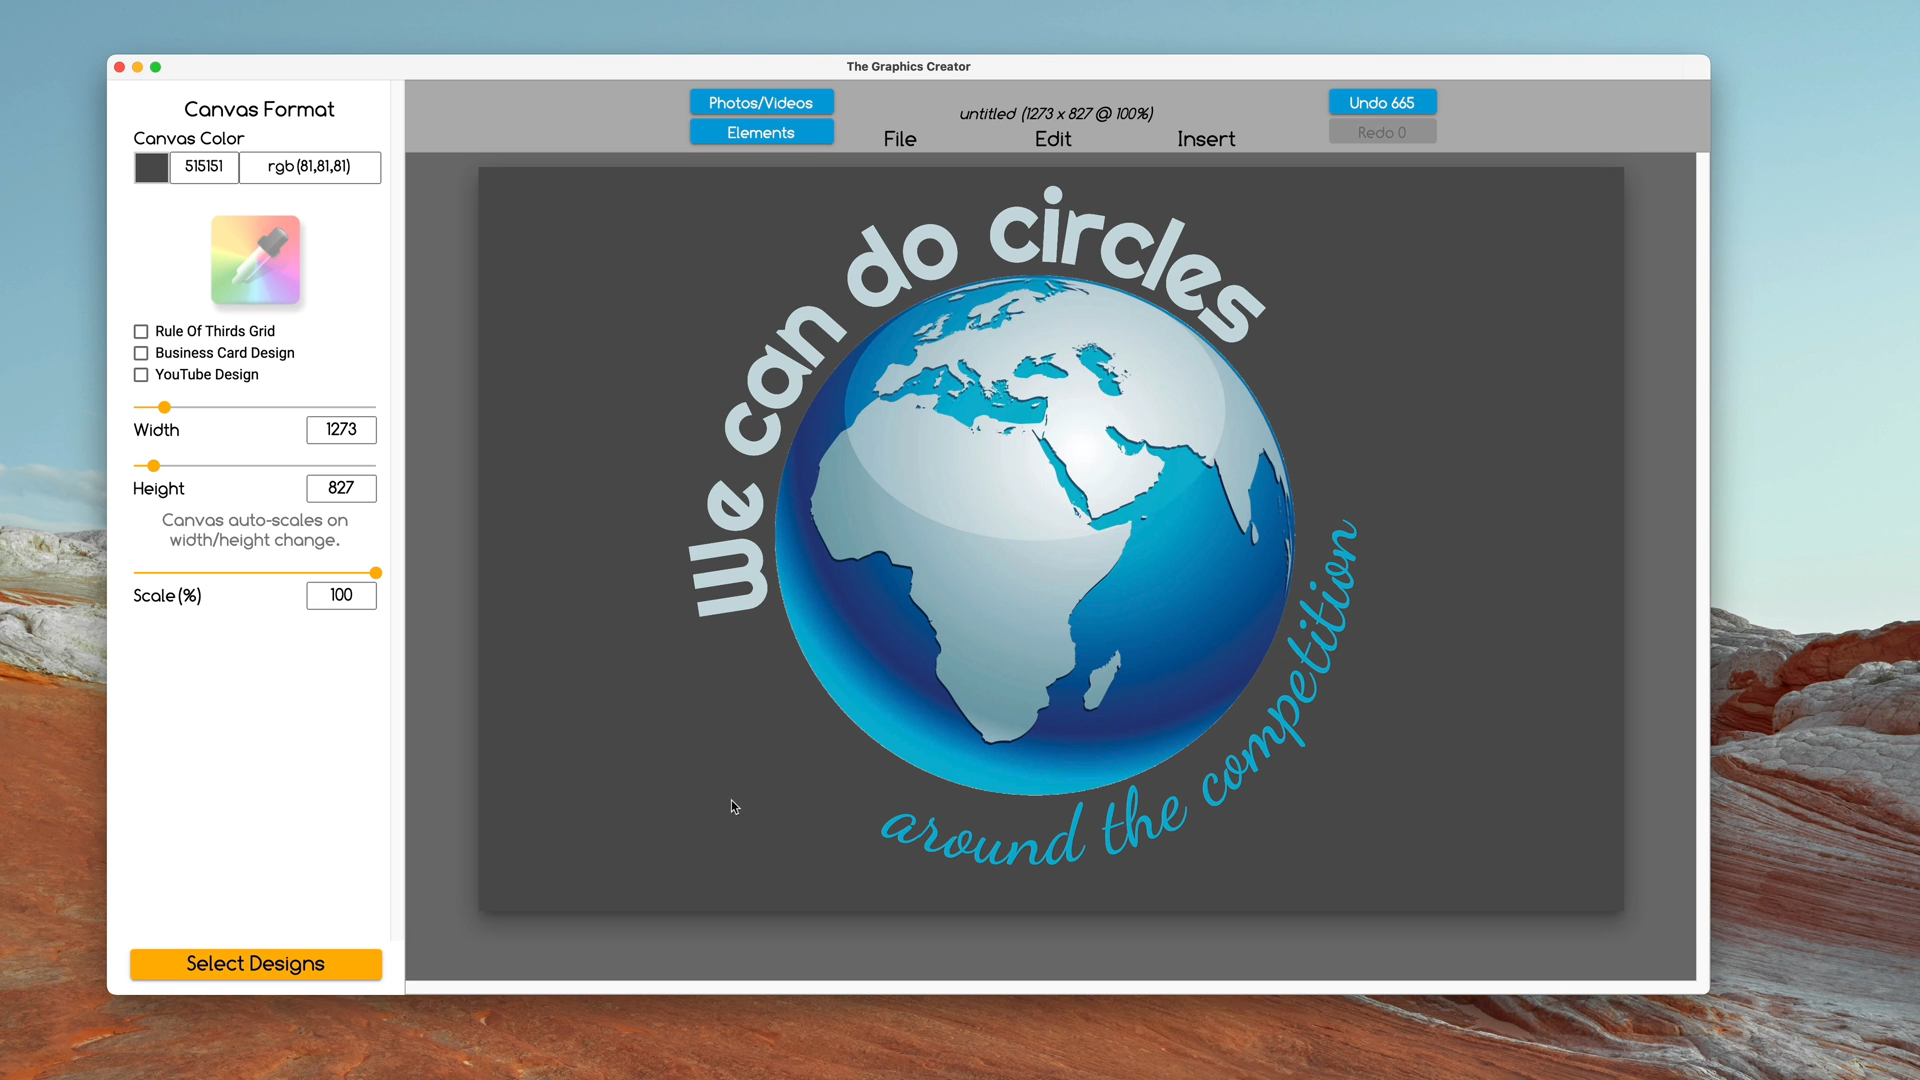 The Graphics Creator
Canvas Format
Canvas Color
515151
rgb(81,81,81)
Rule Of Thirds Grid
Business Card Design
YouTube Design
Width
1273
Height
827
Canvas auto-scales on
width/height change.
Scale(%)
100
Select Designs
Photos/Videos
Elements
untitled (1273 x 827 @ 100%)
File
Edit
Insert
Undo 665
Redo 0
We can do circles
around the competition